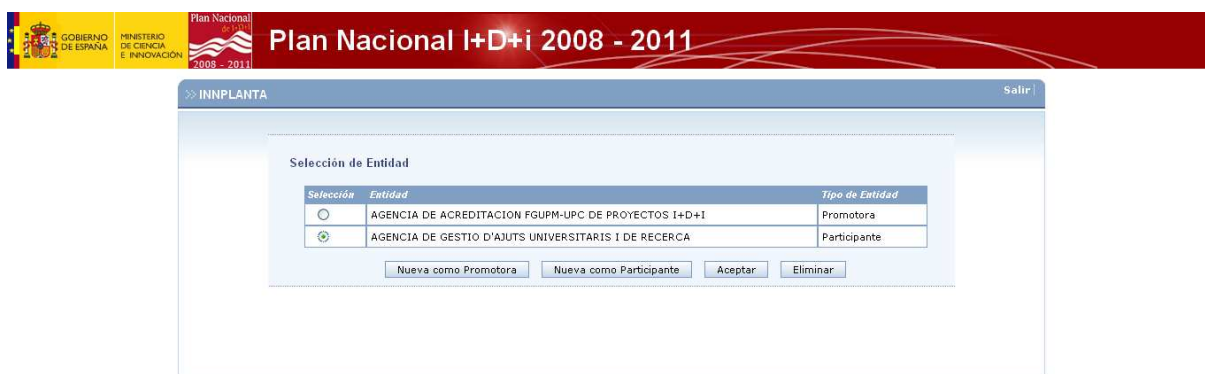 Plan Nacional
de I+D+i
2008 - 2011
GOBIERNO
DE ESPAÑA
MINISTERIO
DE CIENCIA
E INNOVACIÓN
Plan Nacional I+D+i 2008 - 2011
>> INNPLANTA
Salir|
Selección de Entidad
Selección Entidad Tipo de Entidad
AGENCIA DE ACREDITACION FGUPM-UPC DE PROYECTOS I+D+I Promotora
AGENCIA DE GESTIO D'AJUTS UNIVERSITARIS I DE RECERCA Participante
Nueva como Promotora Nueva como Participante Aceptar Eliminar